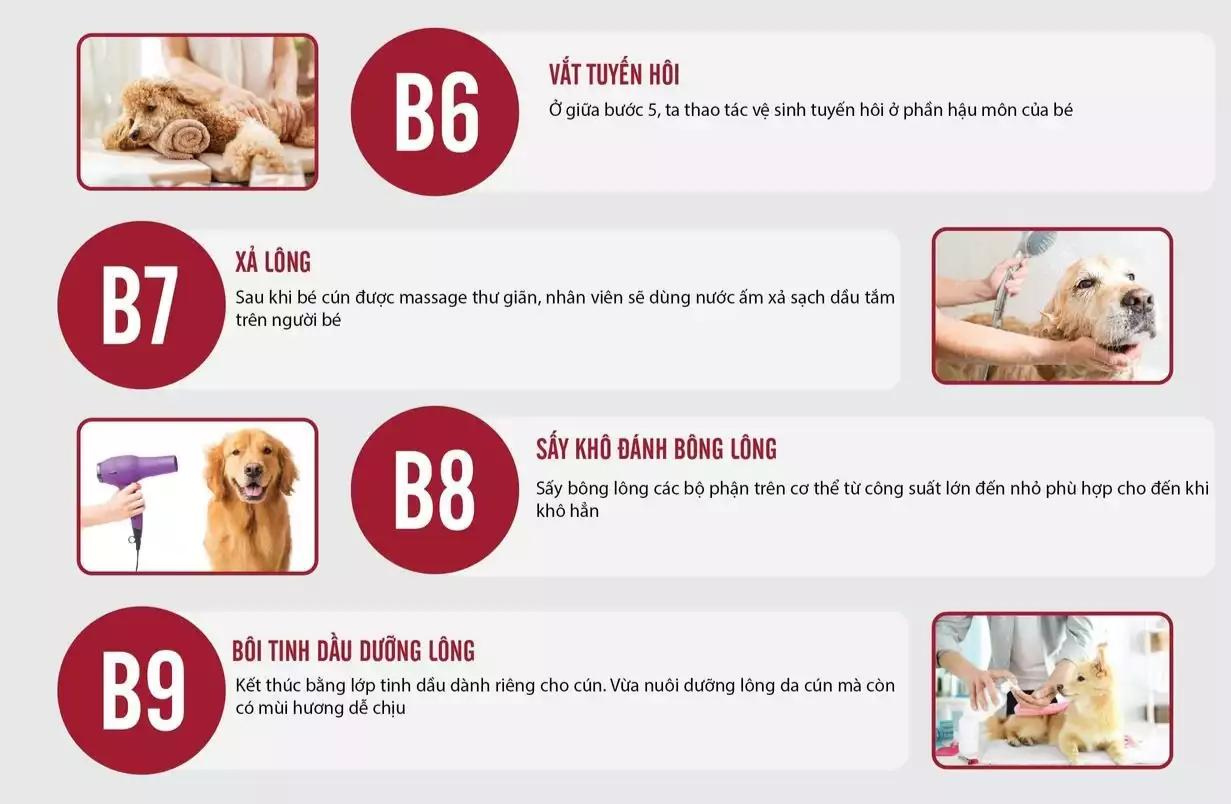 B6
VẮT TUYẾN HÔI
Ở giữa bước 5, ta thao tác vệ sinh tuyến hôi ở phần hậu môn của bé
B7
XẢ LÔNG
Sau khi bé cún được massage thư giãn, nhân viên sẽ dùng nước ấm xả sạch dầu tắm
trên người bé
B8
SẤY KHÔ ĐÁNH BÔNG LÔNG
Sấy bông lông các bộ phận trên cơ thể từ công suất lớn đến nhỏ phù hợp cho đến khi
khô hẳn
B9
BÔI TINH DẦU DƯỠNG LÔNG
Kết thúc bằng lớp tinh dầu dành riêng cho cún. Vừa nuôi dưỡng lông da cún mà còn
có mùi hương dễ chịu